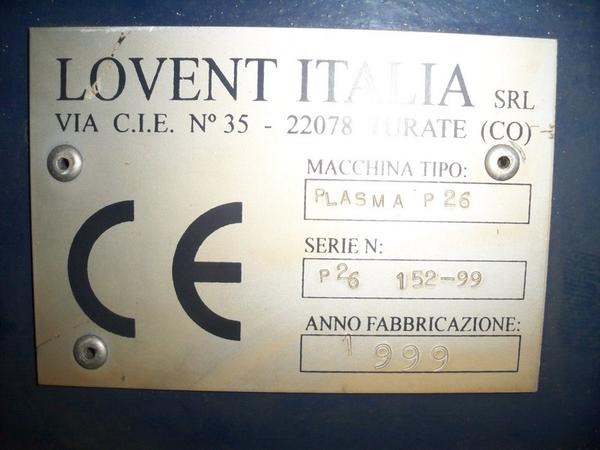 LOVENT ITALIA SRL
VIA C.I.E. N° 35 - 22078 TURATE (CO)
MACCHINA TIPO:
PLASMA P 26
CE
SERIE N:
P26 152-99
ANNO FABBRICAZIONE:
1999